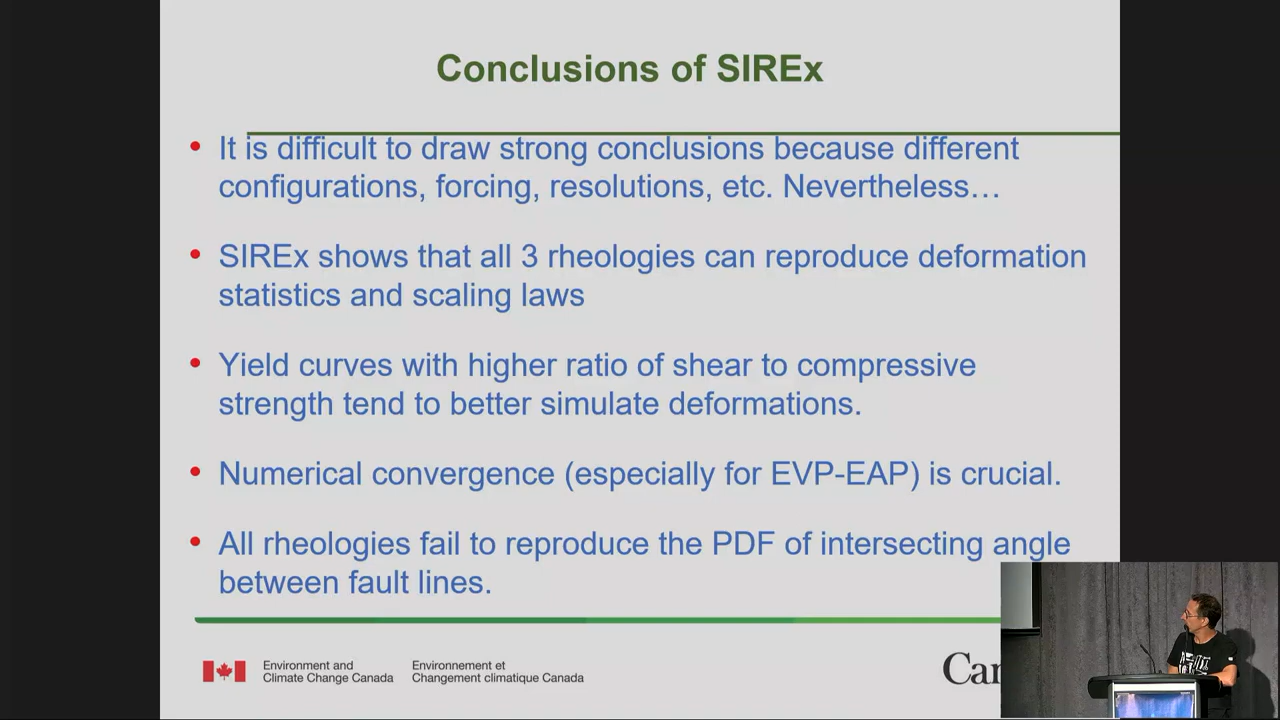 Conclusions of SIREx
• It is difficult to draw strong conclusions because different
configurations, forcing, resolutions, etc. Nevertheless…
• SIREx shows that all 3 rheologies can reproduce deformation
statistics and scaling laws
• Yield curves with higher ratio of shear to compressive
strength tend to better simulate deformations.
• Numerical convergence (especially for EVP-EAP) is crucial.
• All rheologies fail to reproduce the PDF of intersecting angle
between fault lines.
Environment and
Climate Change Canada
Environnement et
Changement climatique Canada
Can